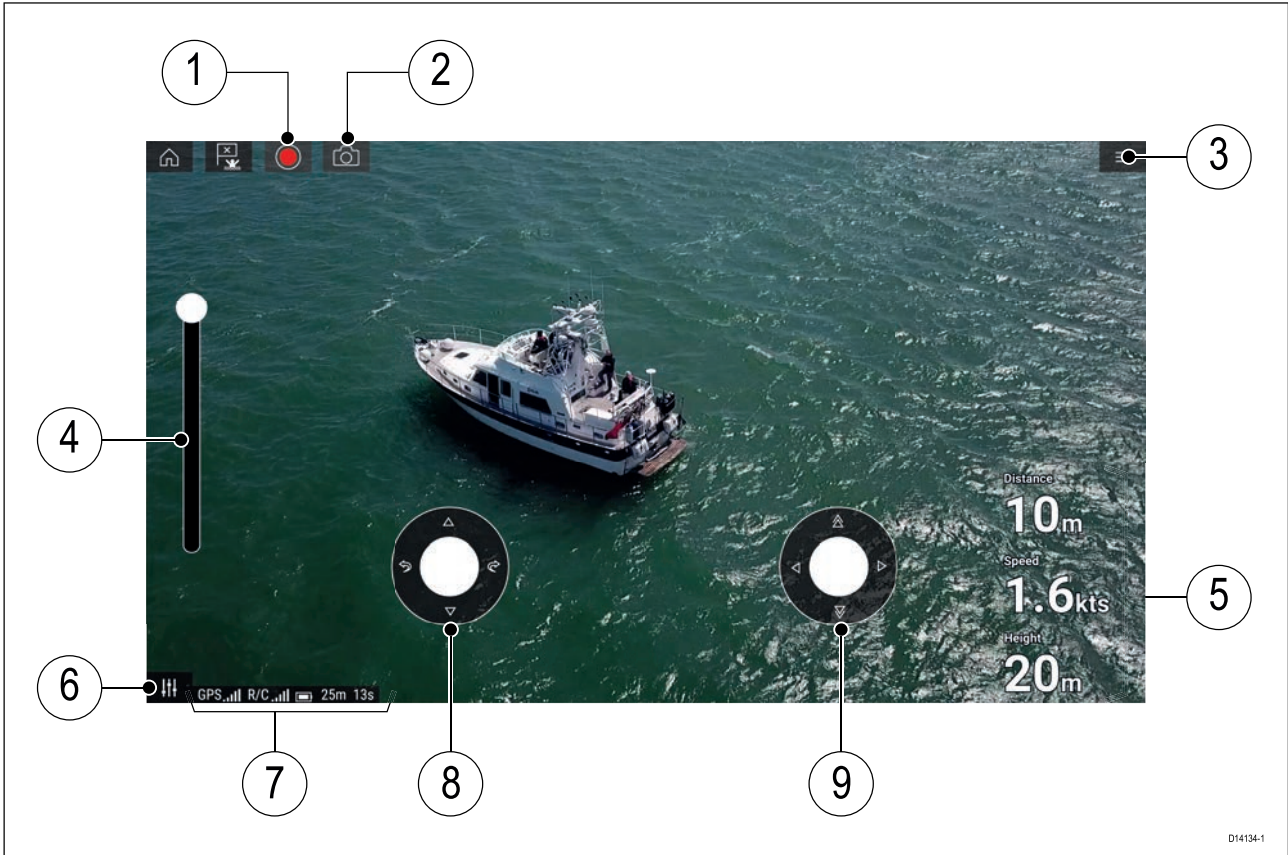 1
2
3
4
Distance
10m
Speed
1.6kts
5
Height
20m
6
GPS R/C 25m 13s
7
8
9
D14134-1